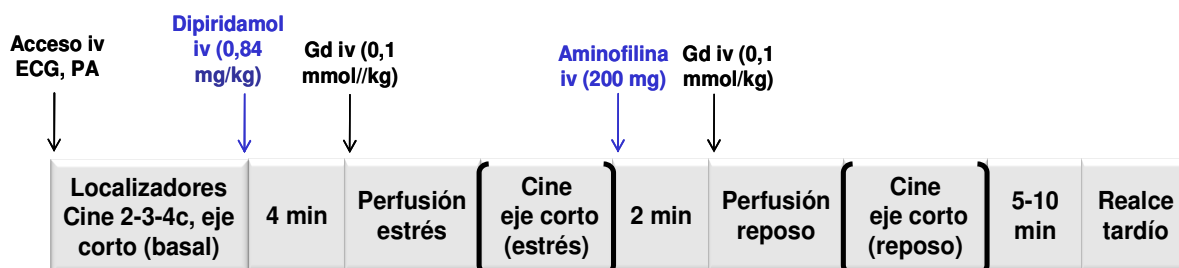 Acceso iv
ECG, PA
Dipiridamol
iv (0,84
mg/kg)
Gd iv (0,1
mmol//kg)
Aminofilina
iv (200 mg)
Gd iv (0,1
mmol/kg)
Localizadores
Cine 2-3-4c, eje
corto (basal)
4 min
Perfusión
estrés
Cine
eje corto
(estrés)
2 min
Perfusión
reposo
Cine
eje corto
(reposo)
5-10
min
Realce
tardío